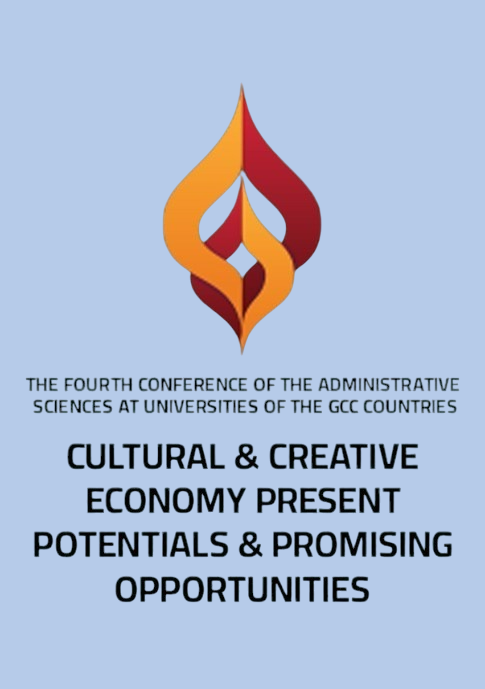 THE FOURTH CONFERENCE OF THE ADMINISTRATIVE
SCIENCES AT UNIVERSITIES OF THE GCC COUNTRIES
CULTURAL & CREATIVE
ECONOMY PRESENT
POTENTIALS & PROMISING
OPPORTUNITIES